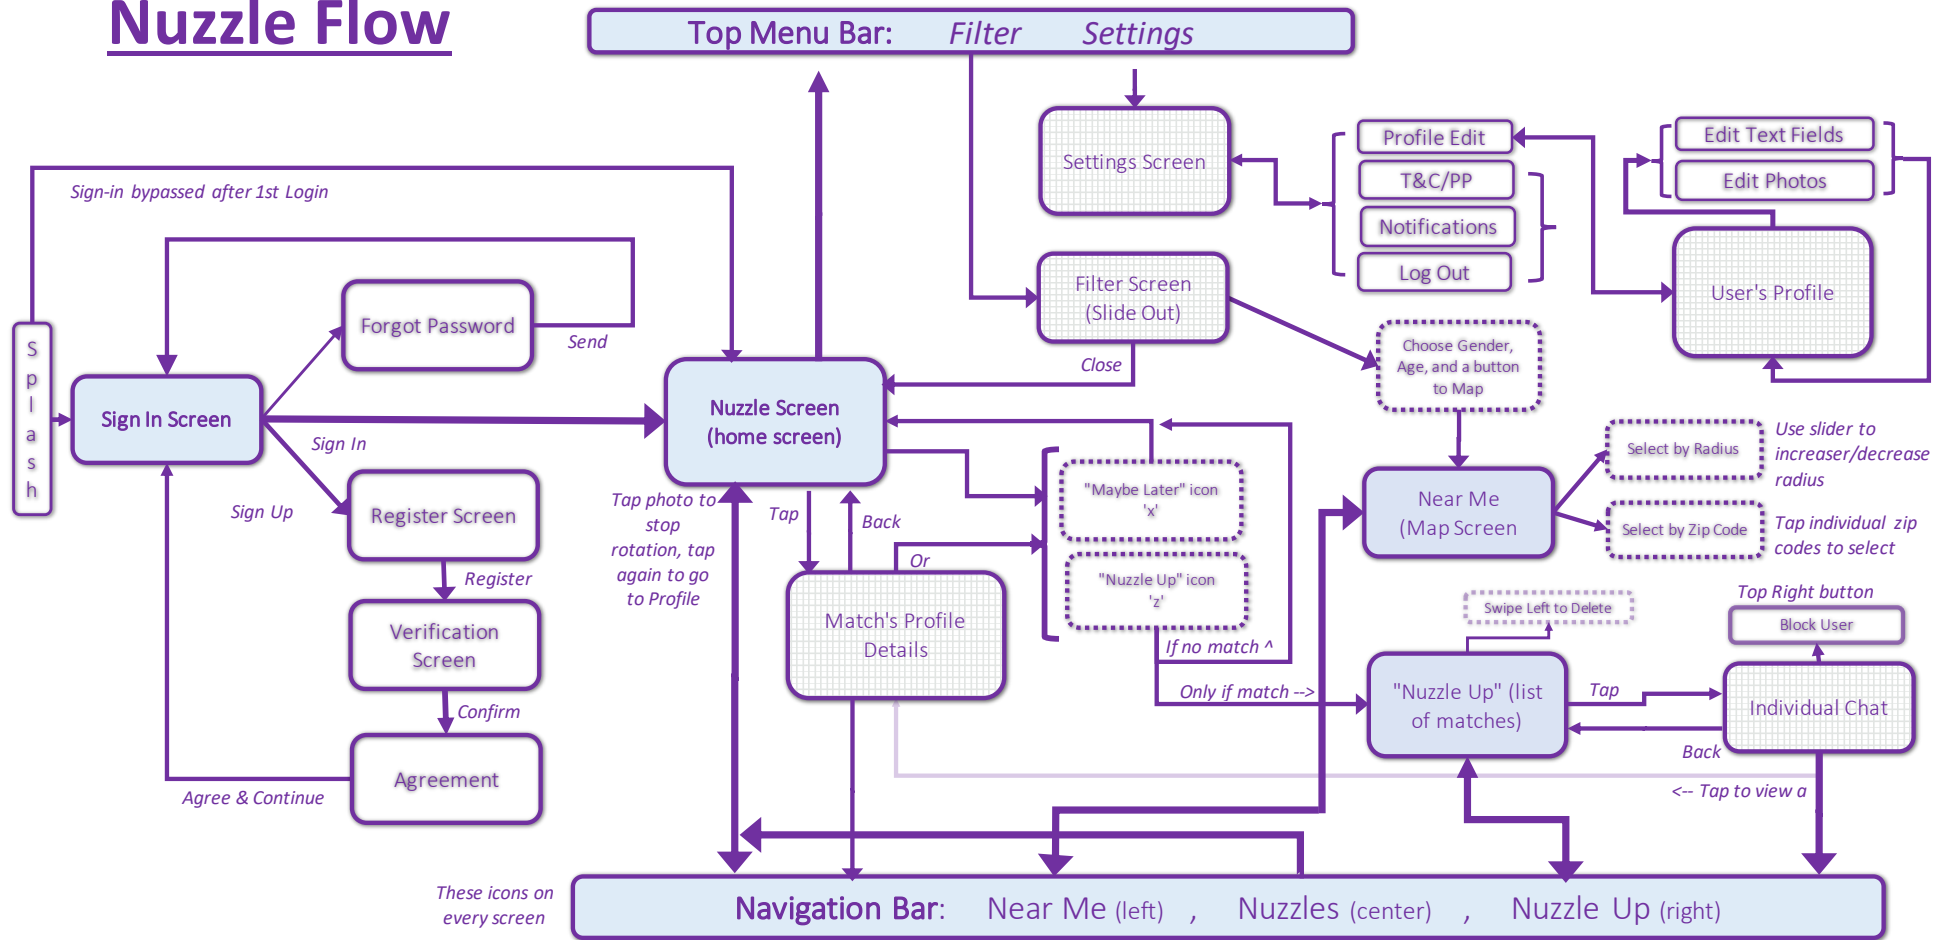 Nuzzle Flow
Top Menu Bar: Filter Settings
Sign-in bypassed after 1st Login
Settings Screen
Profile Edit
T&C/PP
Notifications
Log Out
Edit Text Fields
Edit Photos
User's Profile
Filter Screen
(Slide Out)
Close
Choose Gender,
Age, and a button
to Map
Forgot Password
Send
S
p
l
a
s
h
Sign In Screen
Sign In
Sign Up
Nuzzle Screen
(home screen)
Register Screen
Register
Verification
Screen
Confirm
Agreement
Agree & Continue
Tap photo to
stop
rotation, tap
again to go
to Profile
Tap
Back
Or
"Maybe Later" icon
'x'
"Nuzzle Up" icon
'z'
Match's Profile
Details
If no match ^
Only if match -->
Near Me
(Map Screen
Select by Radius
Use slider to
increaser/decrease
radius
Select by Zip Code
Tap individual zip
codes to select
Swipe Left to Delete
Top Right button
Block User
"Nuzzle Up" (list
of matches)
Tap
Back
Individual Chat
<-- Tap to view a
These icons on
every screen
Navigation Bar: Near Me (left) , Nuzzles (center) , Nuzzle Up (right)